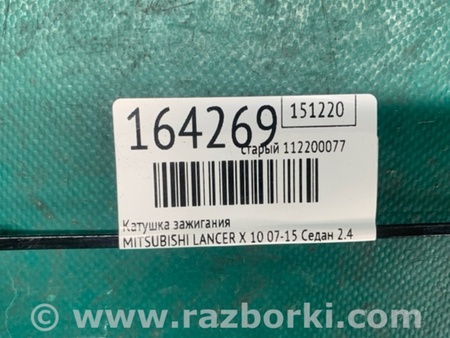 164269
151220
старый 112200077
Катушка зажигания
MITSUBISHI LANCER X 10 07-15 Седан 2.4
© www.razborki.com